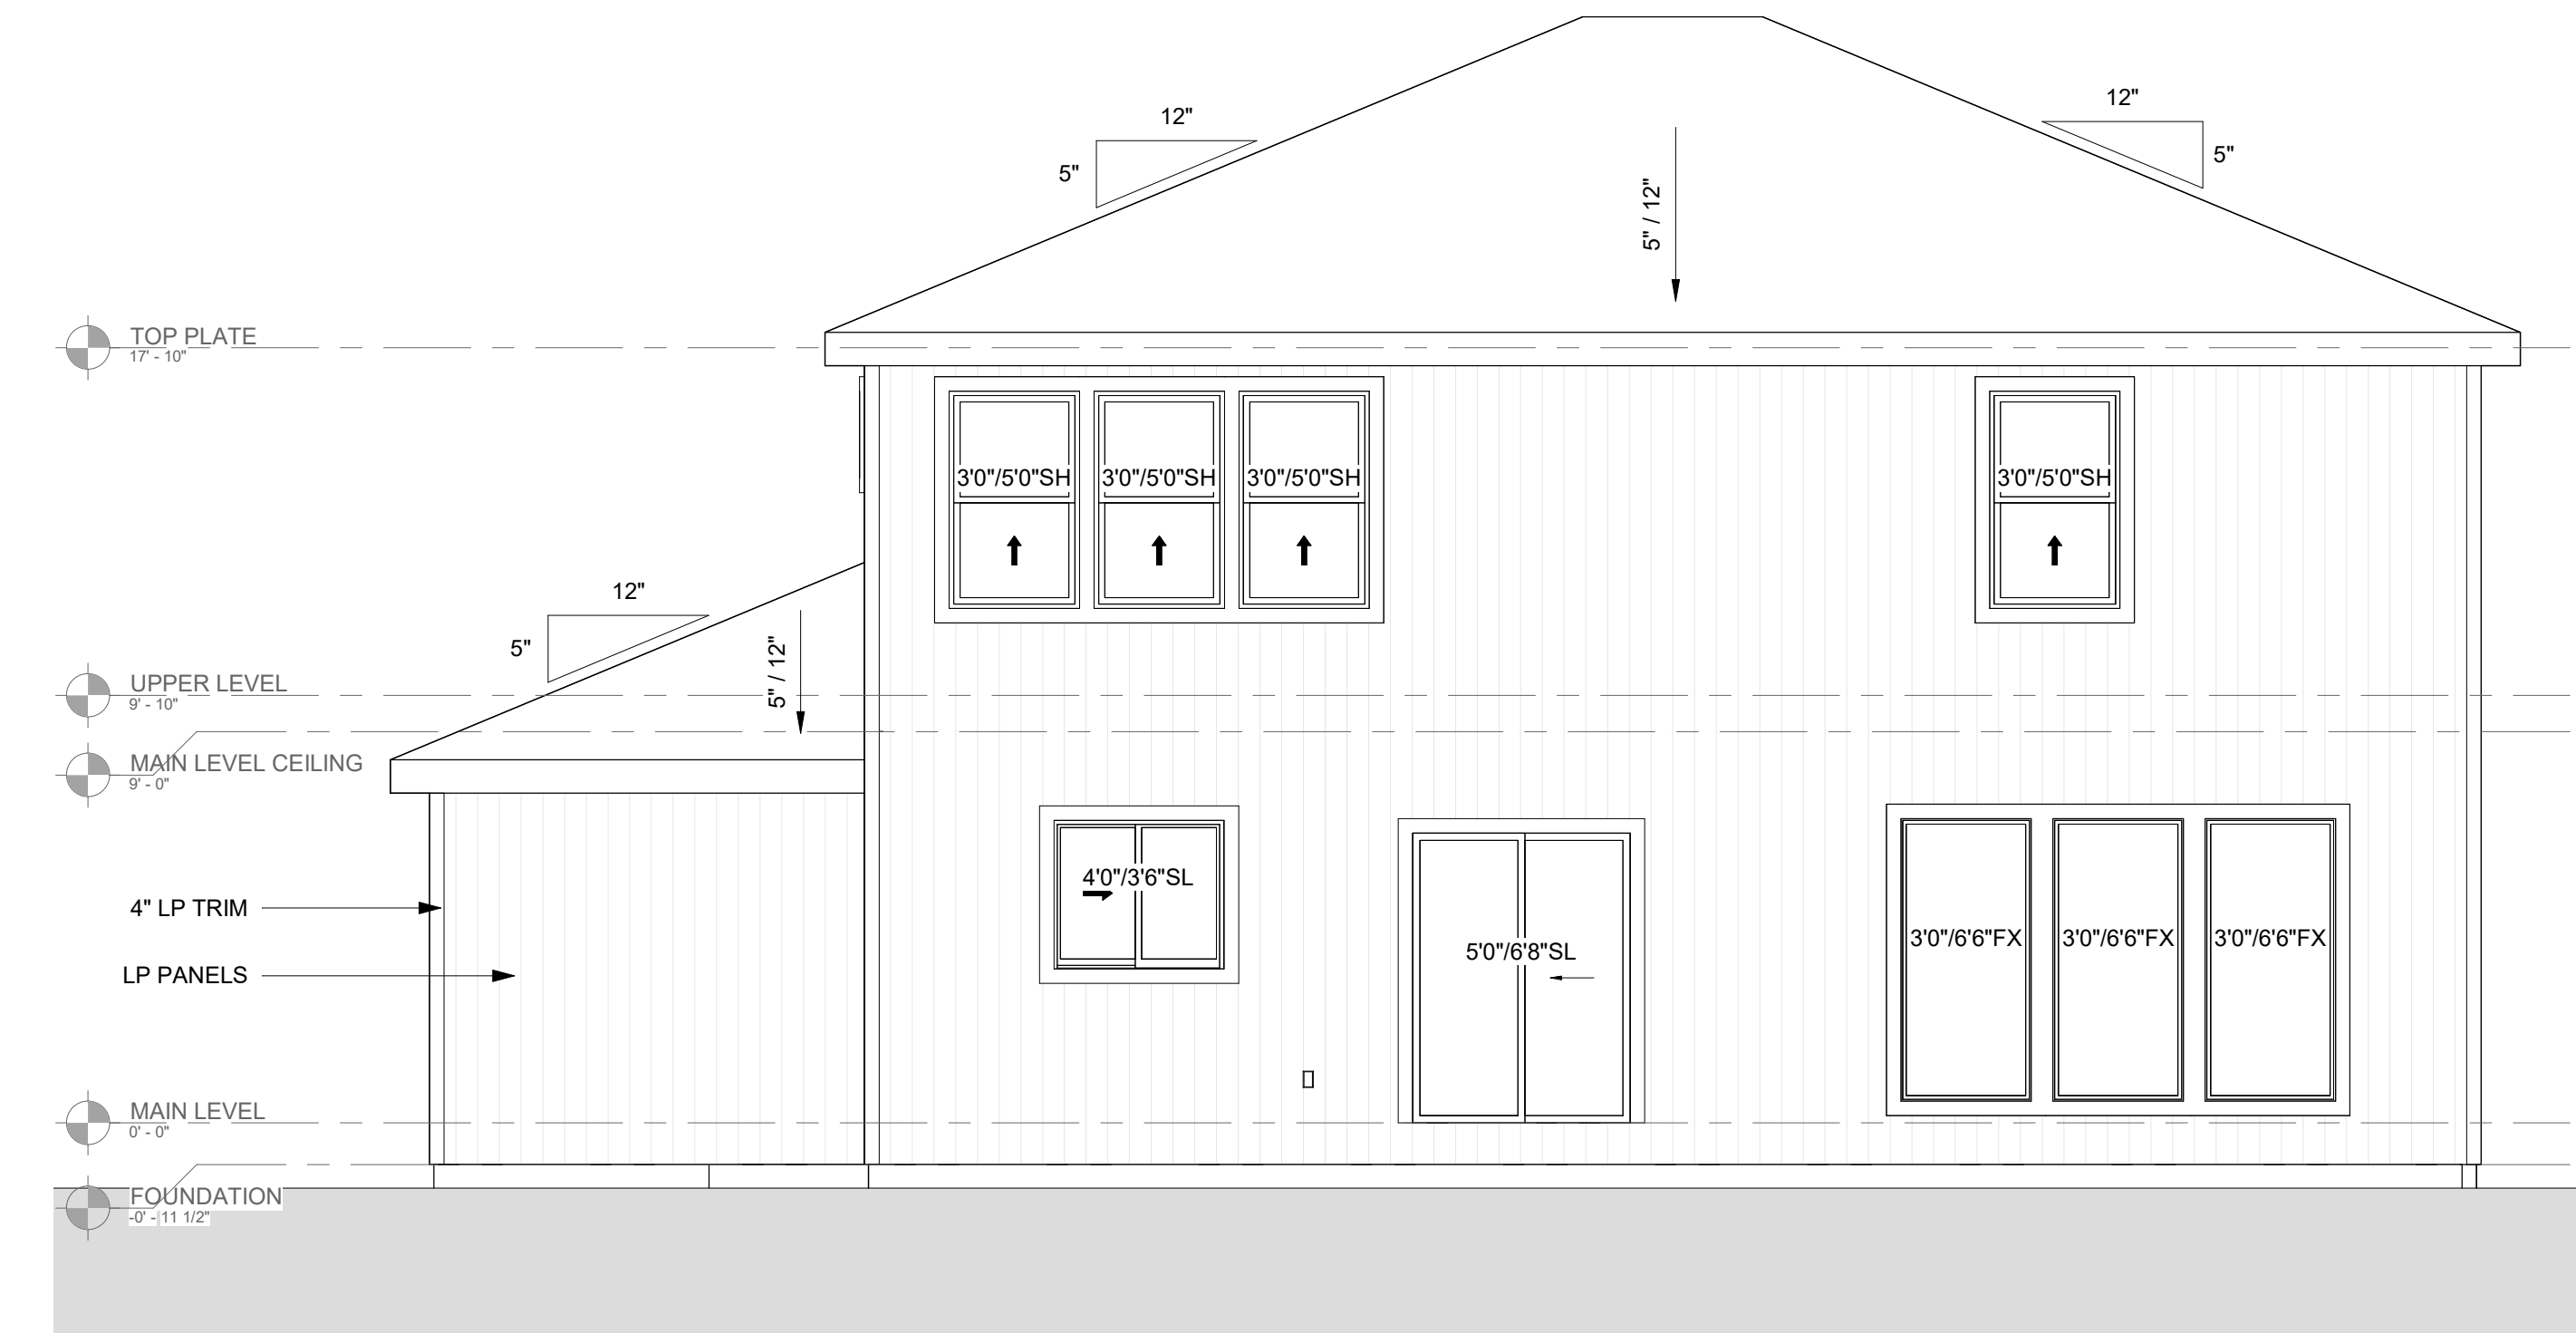 12"
5"
12"
5"
5" / 12"
TOP PLATE
17' - 10"
3'0"/5'0"SH
3'0"/5'0"SH
3'0"/5'0"SH
3'0"/5'0"SH
12"
5"
5" / 12"
UPPER LEVEL
9' - 10"
MAIN LEVEL CEILING
9' - 0"
4'0"/3'6"SL
4" LP TRIM
LP PANELS
5'0"/6'8"SL
3'0"/6'6"FX
3'0"/6'6"FX
3'0"/6'6"FX
MAIN LEVEL
0' - 0"
FOUNDATION
-0' - 11 1/2"